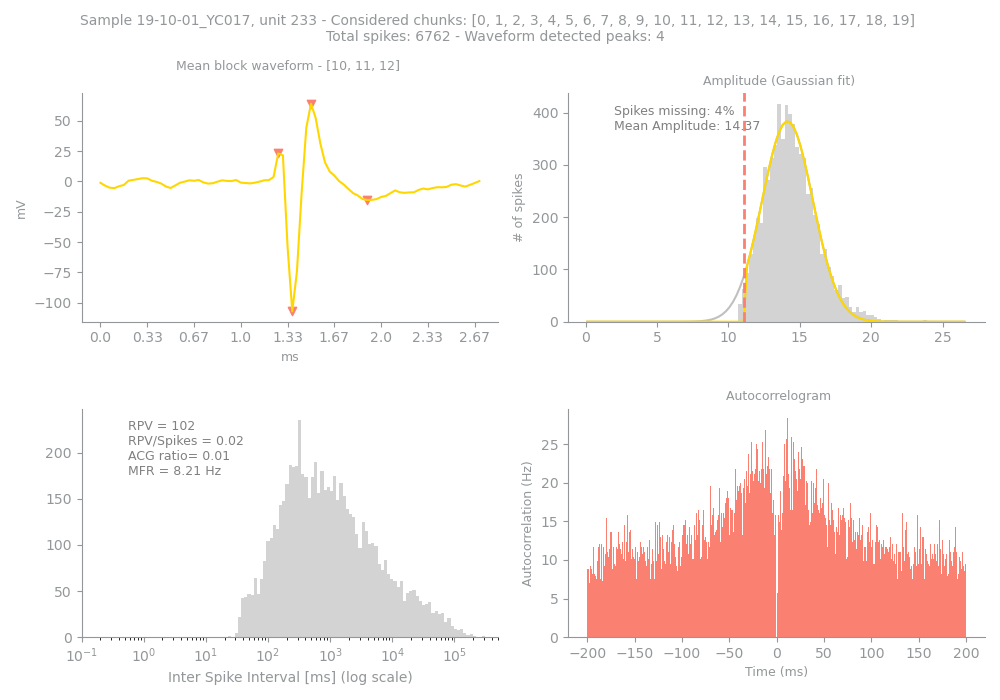 Sample 19-10-01_YC017, unit 233 - Considered chunks: [0, 1, 2, 3, 4, 5, 6, 7, 8, 9, 10, 11, 12, 13, 14, 15, 16, 17, 18, 19]
Total spikes: 6762 - Waveform detected peaks: 4
Mean block waveform - [10, 11, 12]
50
25
0
−25
−50
−75
−100
mV
0.0 0.33 0.67 1.0 1.33 1.67 2.0 2.33 2.67
ms
Amplitude (Gaussian fit)
Spikes missing: 4%
Mean Amplitude: 14.37
400
300
200
100
0
# of spikes
0 5 10 15 20 25
RPV = 102
RPV/Spikes = 0.02
ACG ratio= 0.01
MFR = 8.21 Hz
200
150
100
50
0
10⁻¹ 10⁰ 10¹ 10² 10³ 10⁴ 10⁵
Inter Spike Interval [ms] (log scale)
Autocorrelogram
25
20
15
10
5
0
Autocorrelation (Hz)
−200 −150 −100 −50 0 50 100 150 200
Time (ms)